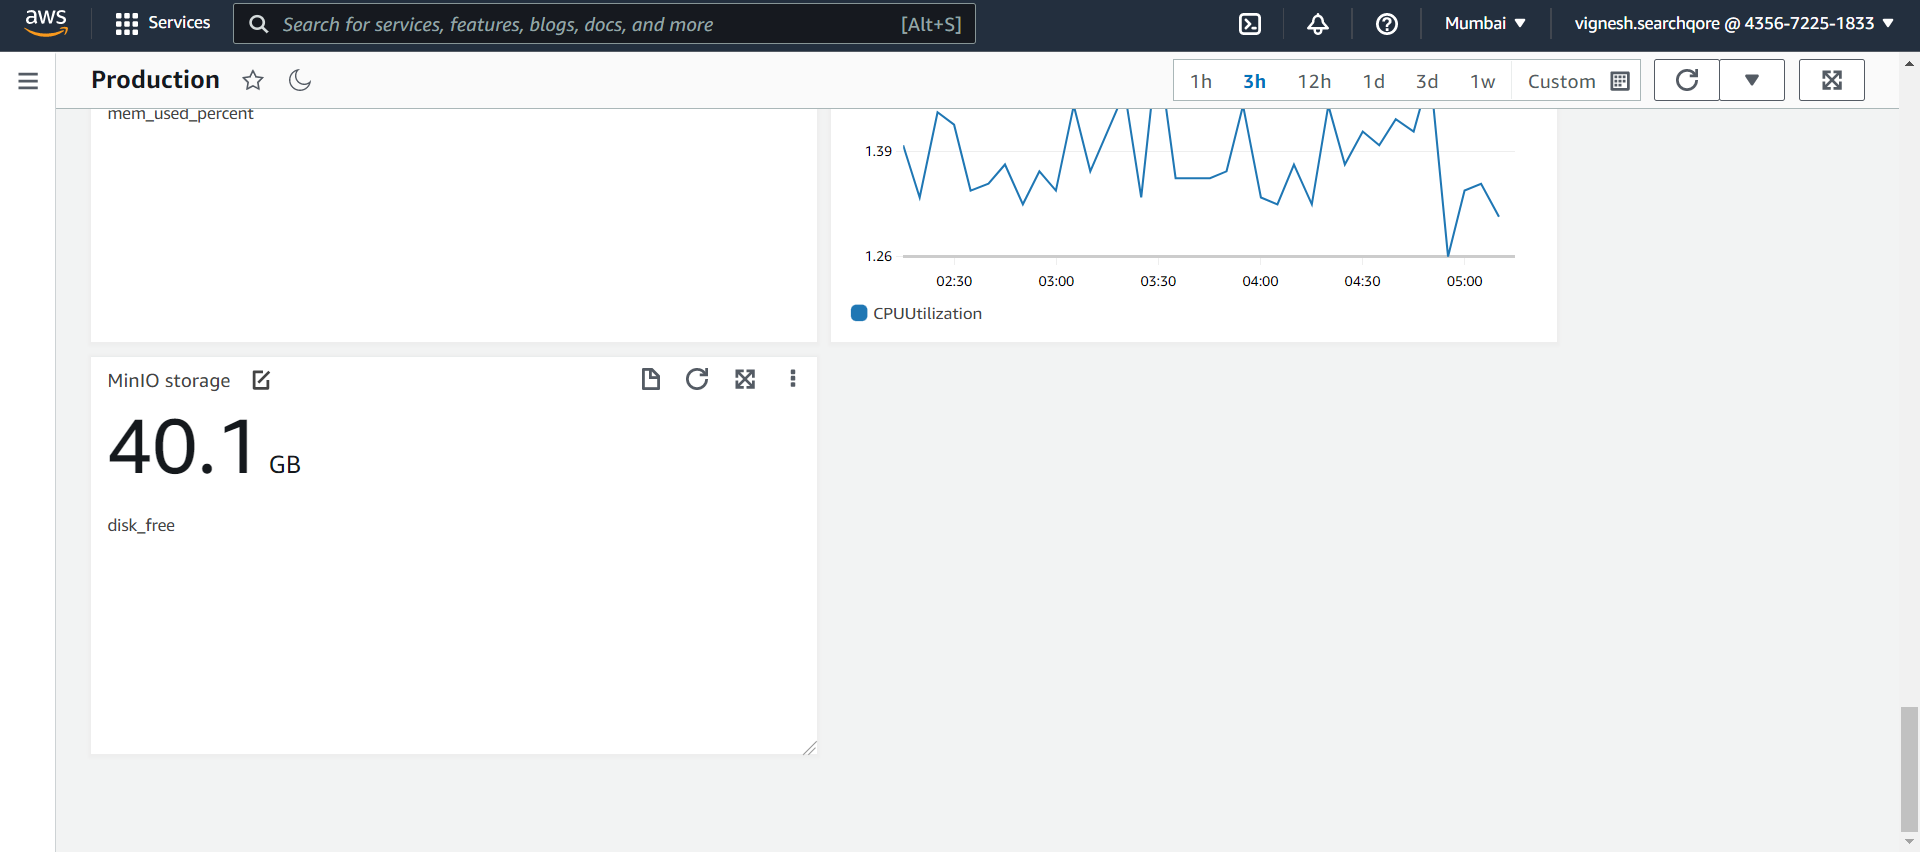 aws
Services
Search for services, features, blogs, docs, and more [Alt+S]
Mumbai
vignesh.searchqore @ 4356-7225-1833
Production
1h 3h 12h 1d 3d 1w Custom
mem_used_percent
1.39
1.26
02:30 03:00 03:30 04:00 04:30 05:00
CPUUtilization
MinIO storage
40.1 GB
disk_free